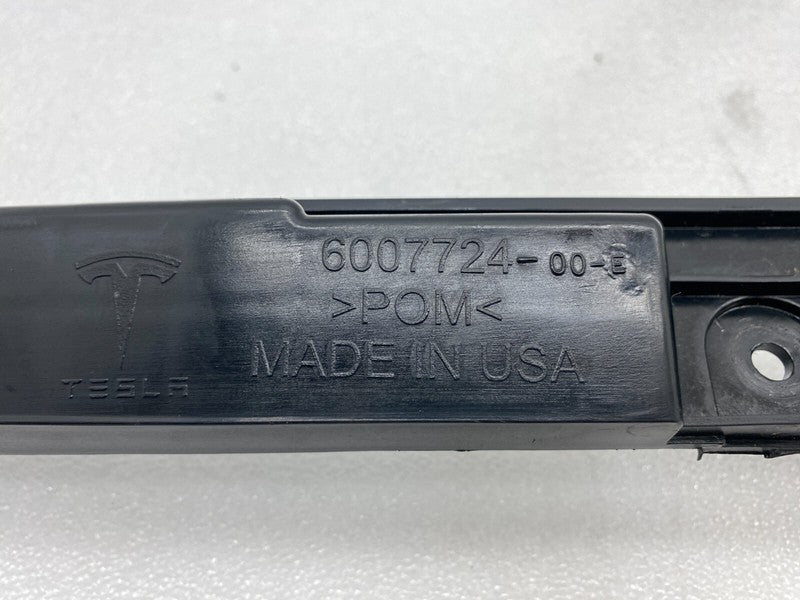 6007724-00-E
>POM<
MADE IN USA
TESLA